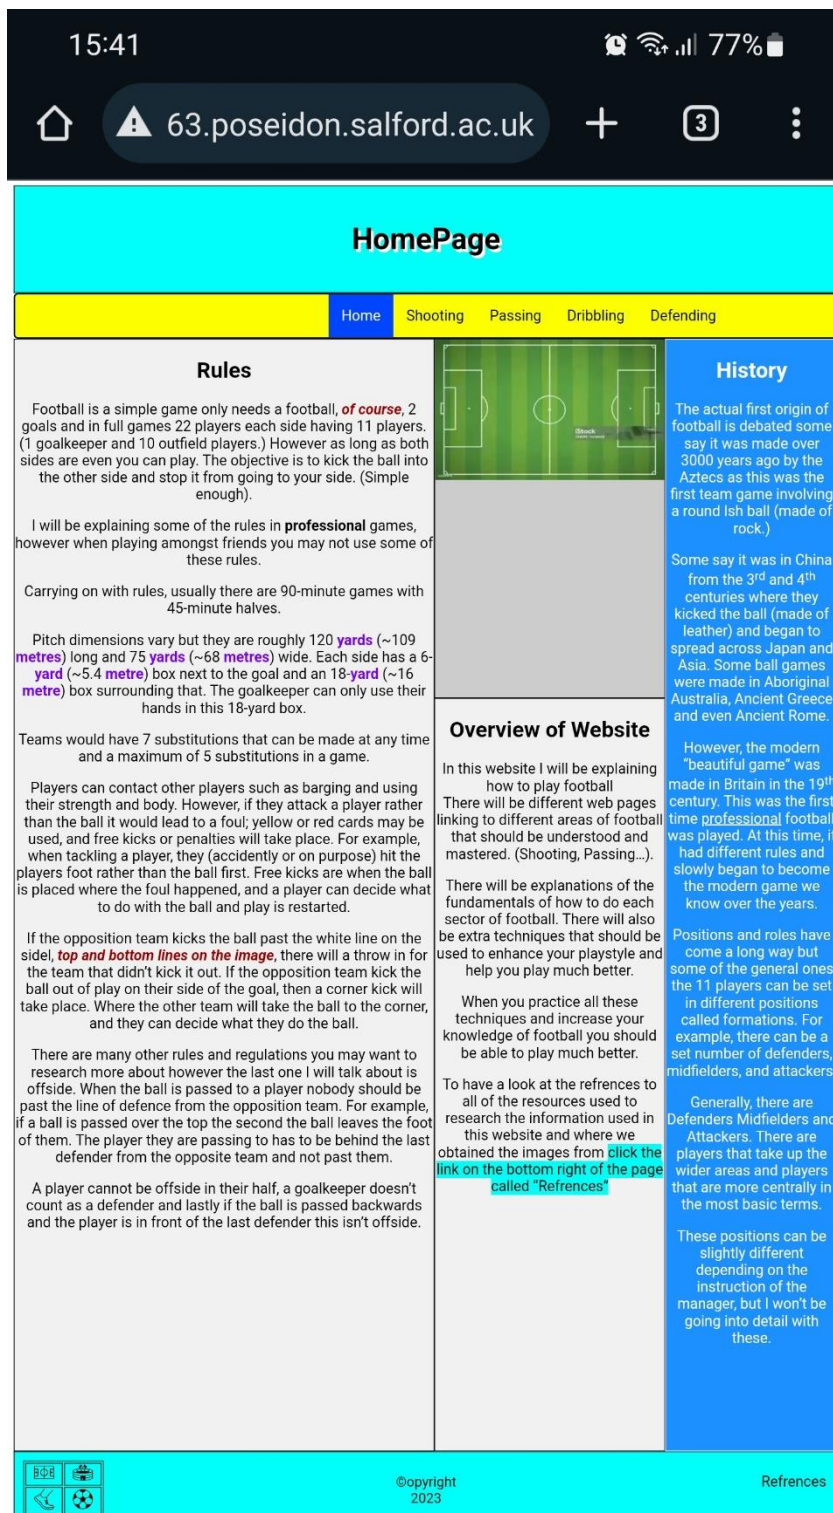 15:41
77%
63.poseidon.salford.ac.uk
3
HomePage
Home Shooting Passing Dribbling Defending
Rules
Football is a simple game only needs a football, of course, 2
goals and in full games 22 players each side having 11 players.
(1 goalkeeper and 10 outfield players.) However as long as both
sides are even you can play. The objective is to kick the ball into
the other side and stop it from going to your side. (Simple
enough).
I will be explaining some of the rules in professional games,
however when playing amongst friends you may not use some of
these rules.
Carrying on with rules, usually there are 90-minute games with
45-minute halves.
Pitch dimensions vary but they are roughly 120 yards (~109
metres) long and 75 yards (~68 metres) wide. Each side has a 6-
yard (~5.4 metre) box next to the goal and an 18-yard (~16
metre) box surrounding that. The goalkeeper can only use their
hands in this 18-yard box.
Teams would have 7 substitutions that can be made at any time
and a maximum of 5 substitutions in a game.
Players can contact other players such as barging and using
their strength and body. However, if they attack a player rather
than the ball it would lead to a foul; yellow or red cards may be
used, and free kicks or penalties will take place. For example,
when tackling a player, they (accidently or on purpose) hit the
players foot rather than the ball first. Free kicks are when the ball
is placed where the foul happened, and a player can decide what
to do with the ball and play is restarted.
If the opposition team kicks the ball past the white line on the
sidel, top and bottom lines on the image, there will a throw in for
the team that didn't kick it out. If the opposition team kick the
ball out of play on their side of the goal, then a corner kick will
take place. Where the other team will take the ball to the corner,
and they can decide what they do the ball.
There are many other rules and regulations you may want to
research more about however the last one I will talk about is
offside. When the ball is passed to a player nobody should be
past the line of defence from the opposition team. For example,
if a ball is passed over the top the second the ball leaves the foot
of them. The player they are passing to has to be behind the last
defender from the opposite team and not past them.
A player cannot be offside in their half, a goalkeeper doesn't
count as a defender and lastly if the ball is passed backwards
and the player is in front of the last defender this isn't offside.
iStock
Overview of Website
In this website I will be explaining
how to play football
There will be different web pages
linking to different areas of football
that should be understood and
mastered. (Shooting, Passing…).
There will be explanations of the
fundamentals of how to do each
sector of football. There will also
be extra techniques that should be
used to enhance your playstyle and
help you play much better.
When you practice all these
techniques and increase your
knowledge of football you should
be able to play much better.
To have a look at the refrences to
all of the resources used to
research the information used in
this website and where we
obtained the images from click the
link on the bottom right of the page
called “Refrences”
History
The actual first origin of
football is debated some
say it was made over
3000 years ago by the
Aztecs as this was the
first team game involving
a round Ish ball (made of
rock.)
Some say it was in China
from the 3rd and 4th
centuries where they
kicked the ball (made of
leather) and began to
spread across Japan and
Asia. Some ball games
were made in Aboriginal
Australia, Ancient Greece
and even Ancient Rome.
However, the modern
“beautiful game” was
made in Britain in the 19th
century. This was the first
time professional football
was played. At this time, it
had different rules and
slowly began to become
the modern game we
know over the years.
Positions and roles have
come a long way but
some of the general ones
the 11 players can be set
in different positions
called formations. For
example, there can be a
set number of defenders,
midfielders, and attackers
Generally, there are
Defenders Midfielders and
Attackers. There are
players that take up the
wider areas and players
that are more centrally in
the most basic terms.
These positions can be
slightly different
depending on the
instruction of the
manager, but I won't be
going into detail with
these.
©opyright
2023
Refrences